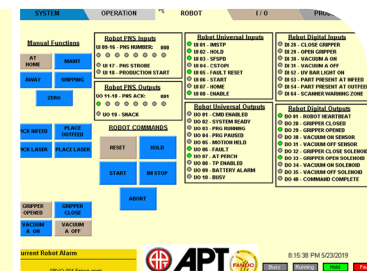 SYSTEM OPERATION ROBOT I / O
Manual Functions
AT HOME
MAINT
AWAY
SHIPPING
ZERO
PLACE OUTFEED
PLACE LASER
GRIPPER OPENED
GRIPPER CLOSE
VACUUM A ON
VACUUM A OFF
Robot PNS Inputs
UI 09-16 - PNS NUMBER: 000
UI 17 - PNS STROBE
UI 18 - PRODUCTION START
Robot PNS Outputs
UO 11-18 - PNS ACK: 001
UO 19 - SNACK
ROBOT COMMANDS
RESET
HOLD
START
IM STOP
ABORT
Robot Universal Inputs
UI 01 - IMSTP
UI 02 - HOLD
UI 03 - SFSPD
UI 04 - CSTOPI
UI 05 - FAULT RESET
UI 06 - START
UI 07 - HOME
UI 08 - ENABLE
Robot Universal Outputs
UO 01 - CMD ENABLED
UO 02 - SYSTEM READY
UO 03 - PRG RUNNING
UO 04 - PRG PAUSED
UO 05 - MOTION HELD
UO 06 - FAULT
UO 07 - AT PERCH
UO 08 - TP ENABLED
UO 09 - BATTERY ALARM
UO 10 - BUSY
Robot Digital Inputs
DI 28 - CLOSE GRIPPER
DI 29 - OPEN GRIPPER
DI 30 - VACUUM A ON
DI 31 - VACUUM A OFF
DI 52 - UV BAR LIGHT ON
DI 53 - PART PRESENT AT INFEED
DI 54 - PART PRESENT AT OUTFEED
DI 64 - SCANNER WARNING ZONE
Robot Digital Outputs
DO 01 - ROBOT HEARTBEAT
DO 28 - GRIPPER CLOSED
DO 29 - GRIPPER OPENED
DO 30 - VACUUM ON SENSOR
DO 31 - VACUUM OFF SENSOR
DO 32 - GRIPPER CLOSE SOLENOID
DO 33 - GRIPPER OPEN SOLENOID
DO 34 - VACUUM ON SOLENOID
DO 35 - VACUUM OFF SOLENOID
DO 40 - COMMAND COMPLETE
urrent Robot Alarm
APT
FANUC
8:15:38 PM 5/23/2019
Busy Running Hold